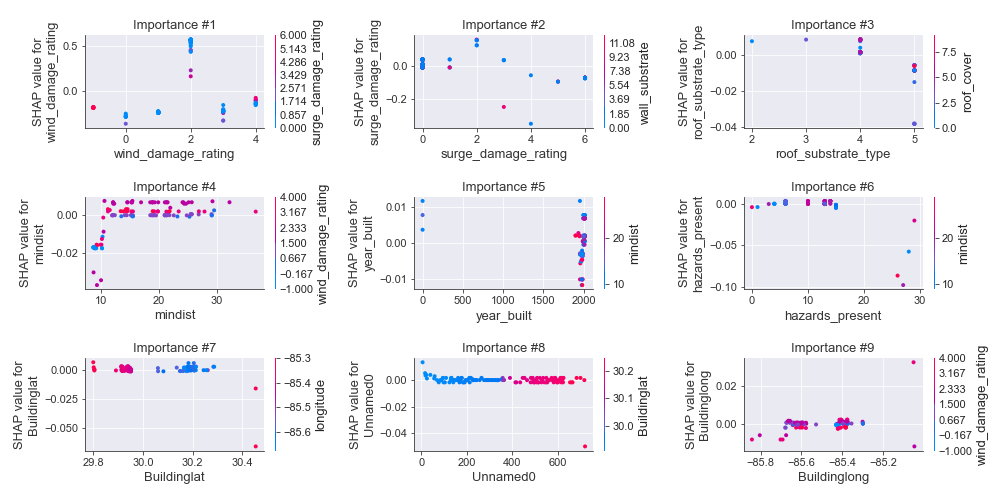 Importance #1
SHAP value for
wind_damage_rating
0.5
0.0
0
2
4
wind_damage_rating
6.000
5.143
4.286
3.429
2.571
1.714
0.857
0.000
surge_damage_rating
Importance #2
SHAP value for
surge_damage_rating
0.0
−0.2
0
2
4
6
surge_damage_rating
11.08
9.23
7.38
5.54
3.69
1.85
0.00
wall_substrate
Importance #3
SHAP value for
roof_substrate_type
0.00
−0.02
−0.04
2
3
4
5
roof_substrate_type
7.5
5.0
2.5
0.0
roof_cover
Importance #4
SHAP value for
mindist
0.00
−0.02
10
20
30
mindist
4.000
3.167
2.333
1.500
0.667
−0.167
−1.000
wind_damage_rating
Importance #5
SHAP value for
year_built
0.01
0.00
−0.01
0
500
1000
1500
2000
year_built
20
10
mindist
Importance #6
SHAP value for
hazards_present
0.00
−0.05
−0.10
0
10
20
30
hazards_present
20
10
mindist
Importance #7
SHAP value for
Buildinglat
0.000
−0.025
−0.050
29.8
30.0
30.2
30.4
Buildinglat
−85.3
−85.4
−85.5
−85.6
longitude
Importance #8
SHAP value for
Unnamed0
0.00
−0.02
−0.04
0
200
400
600
Unnamed0
30.2
30.1
30.0
Buildinglat
Importance #9
SHAP value for
Buildinglong
0.02
0.00
−85.8
−85.6
−85.4
−85.2
Buildinglong
4.000
3.167
2.333
1.500
0.667
−0.167
−1.000
wind_damage_rating